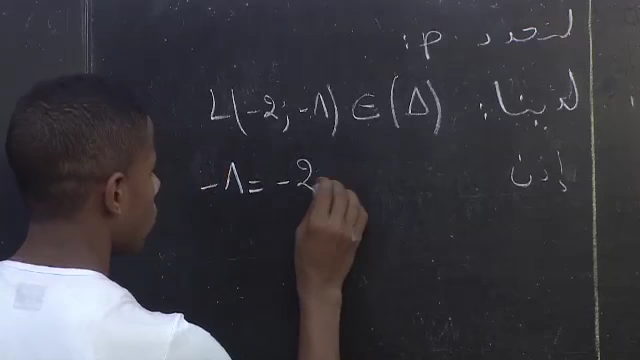 لنحدد p:
لدينا: L(-2; -1) ∈ (Δ)
إذن -1 = -2